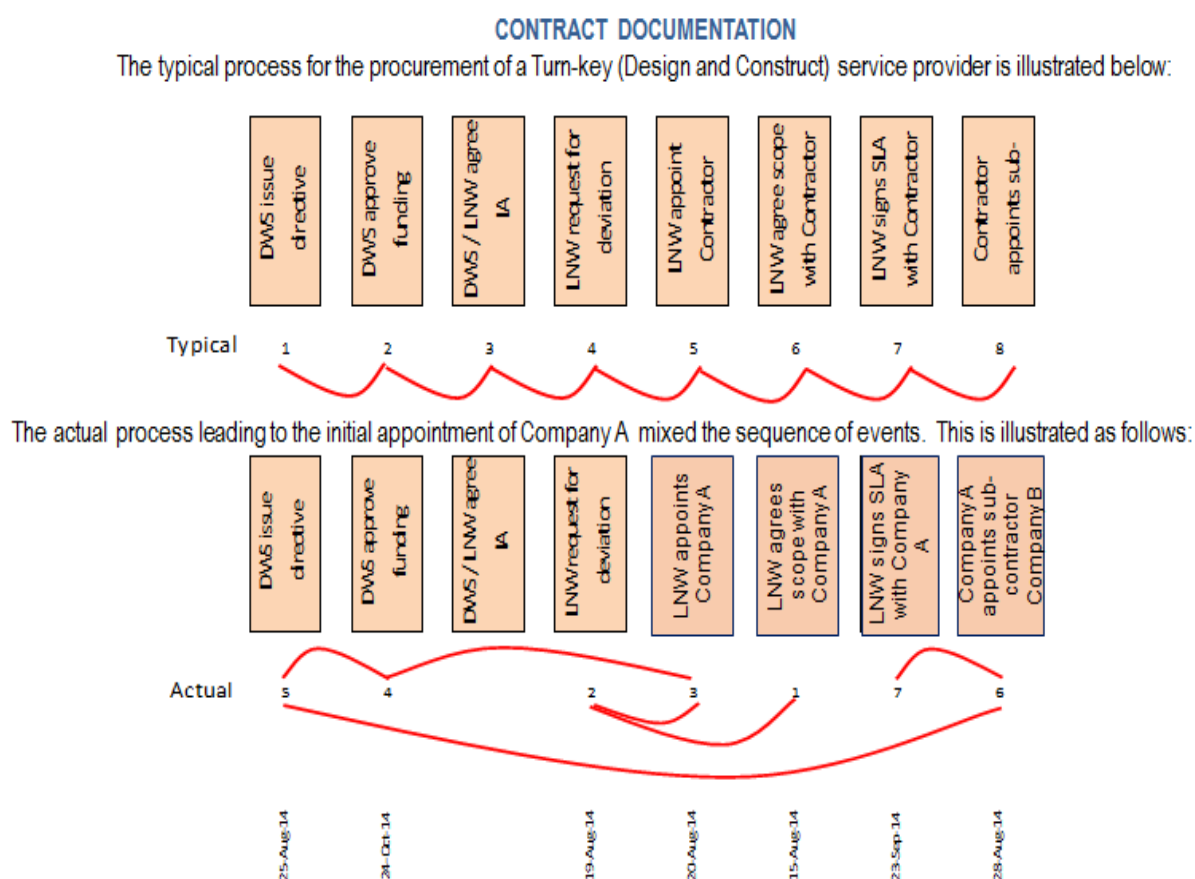 CONTRACT DOCUMENTATION
The typical process for the procurement of a Turn-key (Design and Construct) service provider is illustrated below:
DWS issue
directive
DWS approve
funding
DWS / LNW agree
IA
LNW request for
deviation
LNW appoint
Contractor
LNW agree scope
with Contractor
LNW signs SLA
with Contractor
Contractor
appoints sub-
Typical 1 2 3 4 5 6 7 8
The actual process leading to the initial appointment of Company A mixed the sequence of events. This is illustrated as follows:
DWS issue
directive
DWS approve
funding
DWS / LNW agree
IA
LNW request for
deviation
LNW appoints
Company A
LNW agrees
scope with
Company A
LNW signs SLA
with Company
A
Company A
appoints sub-
contractor
Company B
Actual 5 4 2 3 1 7 6
25-Aug-14
24-Oct-14
19-Aug-14
20-Aug-14
15-Aug-14
23-Sep-14
28-Aug-14